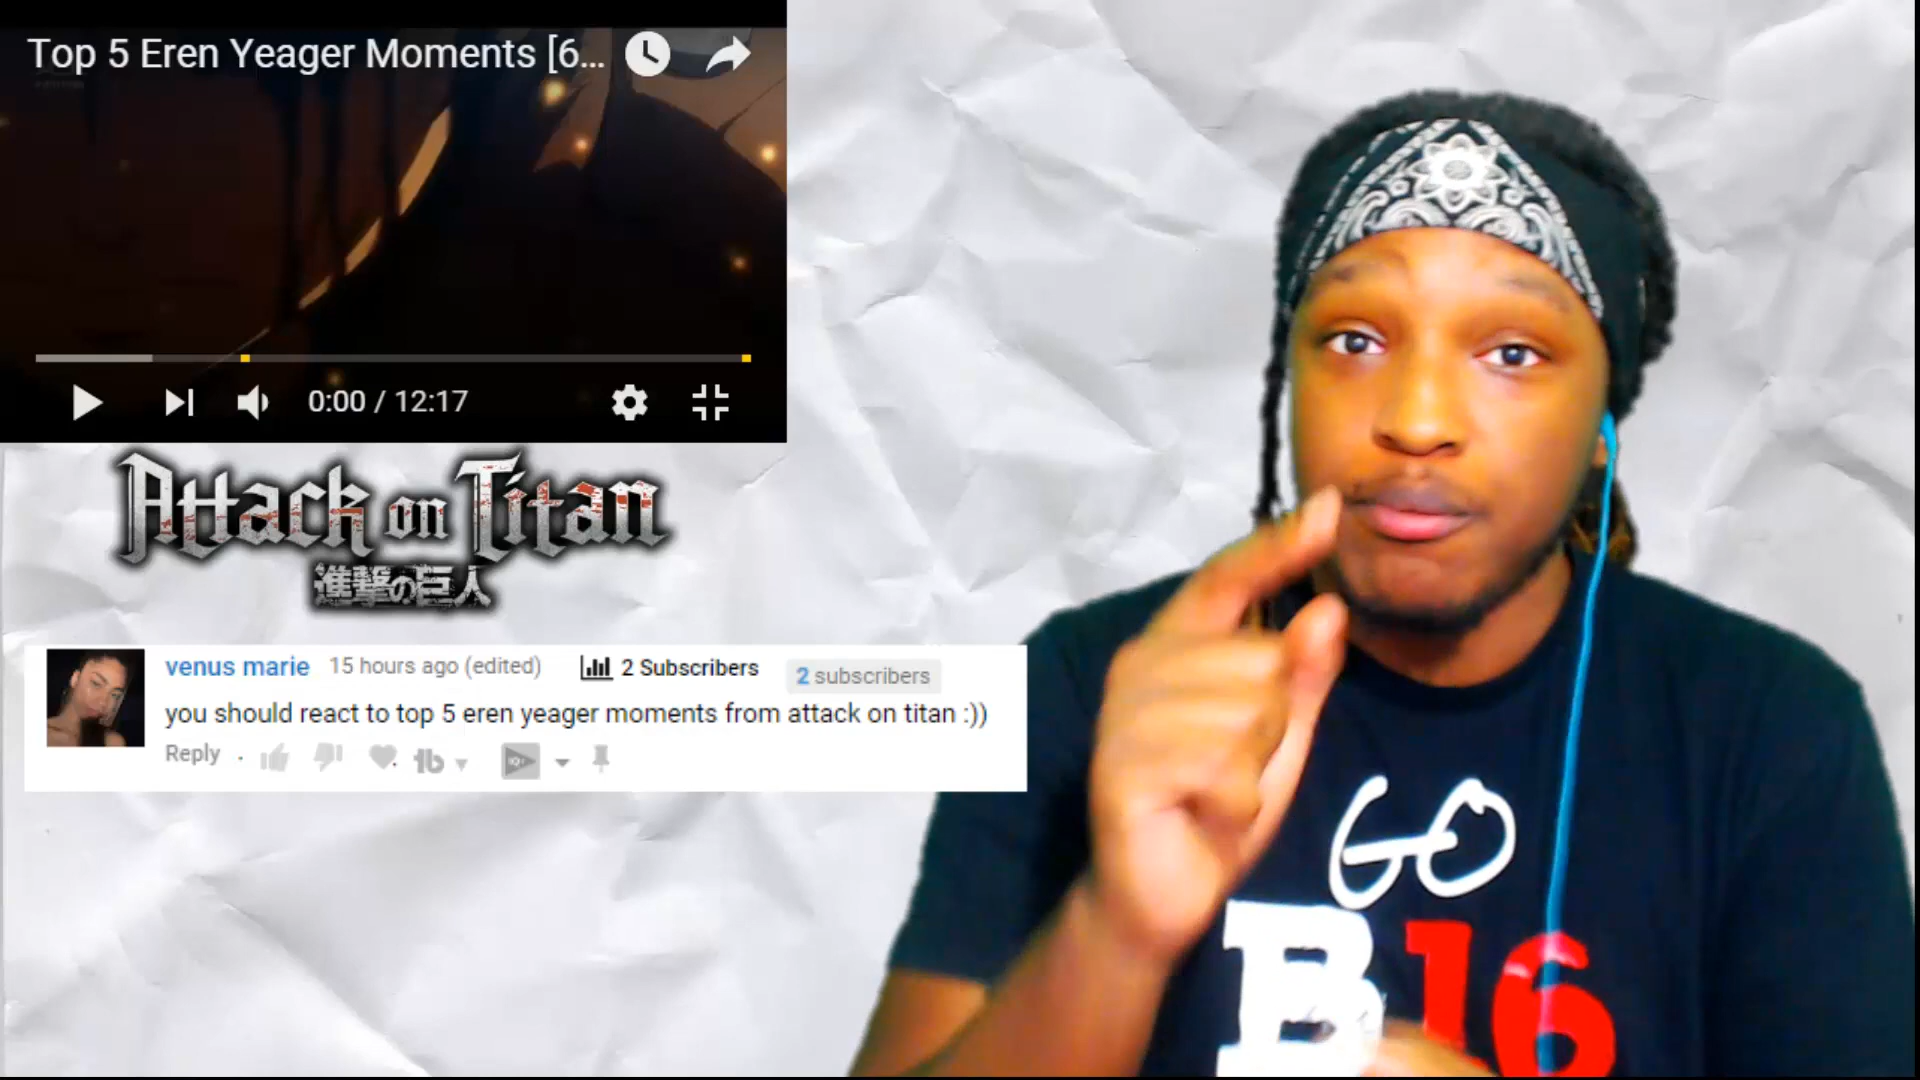 Top 5 Eren Yeager Moments [6...
0:00 / 12:17
Attack on Titan
進撃の巨人
venus marie 15 hours ago (edited) 2 Subscribers 2 subscribers
you should react to top 5 eren yeager moments from attack on titan :))
Reply
GO
B16